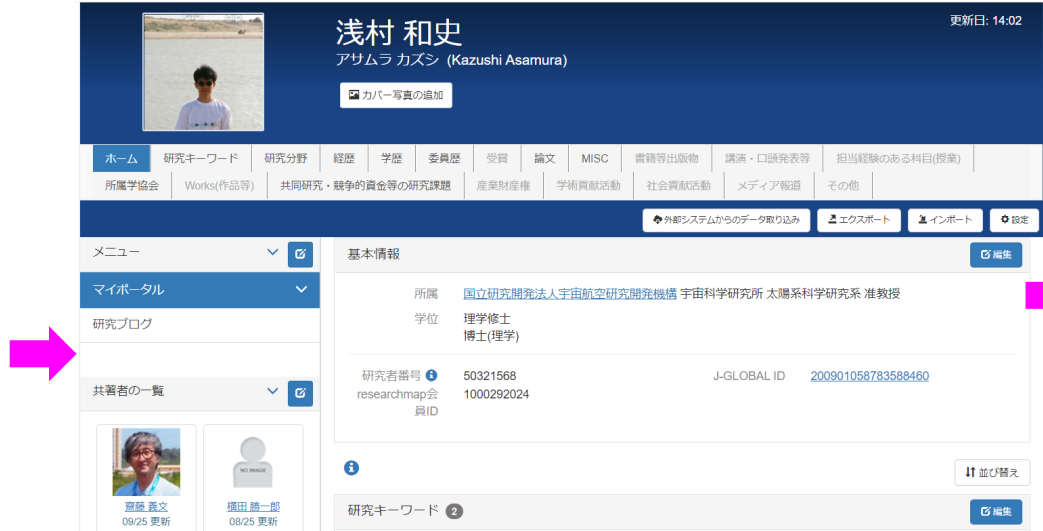 浅村 和史
更新日: 14:02
アサムラ カズシ (Kazushi Asamura)
カバー写真の追加
ホーム 研究キーワード 研究分野 経歴 学歴 委員歴 受賞 論文 MISC 書籍等出版物 講演・口頭発表等 担当経験のある科目(授業)
所属学協会 Works(作品等) 共同研究・競争的資金等の研究課題 産業財産権 学術貢献活動 社会貢献活動 メディア報道 その他
外部システムからのデータ取り込み エクスポート インポート 設定
メニュー
マイポータル
研究ブログ
共著者の一覧
NO IMAGE
齋藤 義文 横田 勝一郎
09/25 更新 08/25 更新
基本情報 編集
所属 国立研究開発法人宇宙航空研究開発機構 宇宙科学研究所 太陽系科学研究系 准教授
学位 理学修士
博士(理学)
研究者番号 50321568 J-GLOBAL ID 200901058783588460
researchmap会 1000292024
員ID
並び替え
研究キーワード 2 編集